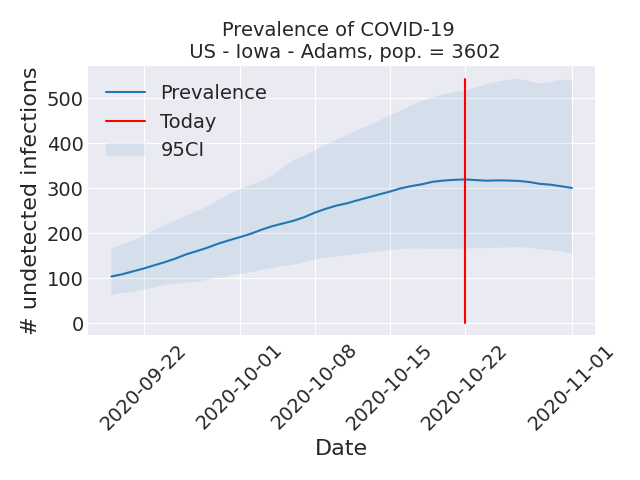 Prevalence of COVID-19
US - Iowa - Adams, pop. = 3602
# undetected infections
500
400
300
200
100
0
Prevalence
Today
95CI
2020-09-22
2020-10-01
2020-10-08
2020-10-15
2020-10-22
2020-11-01
Date